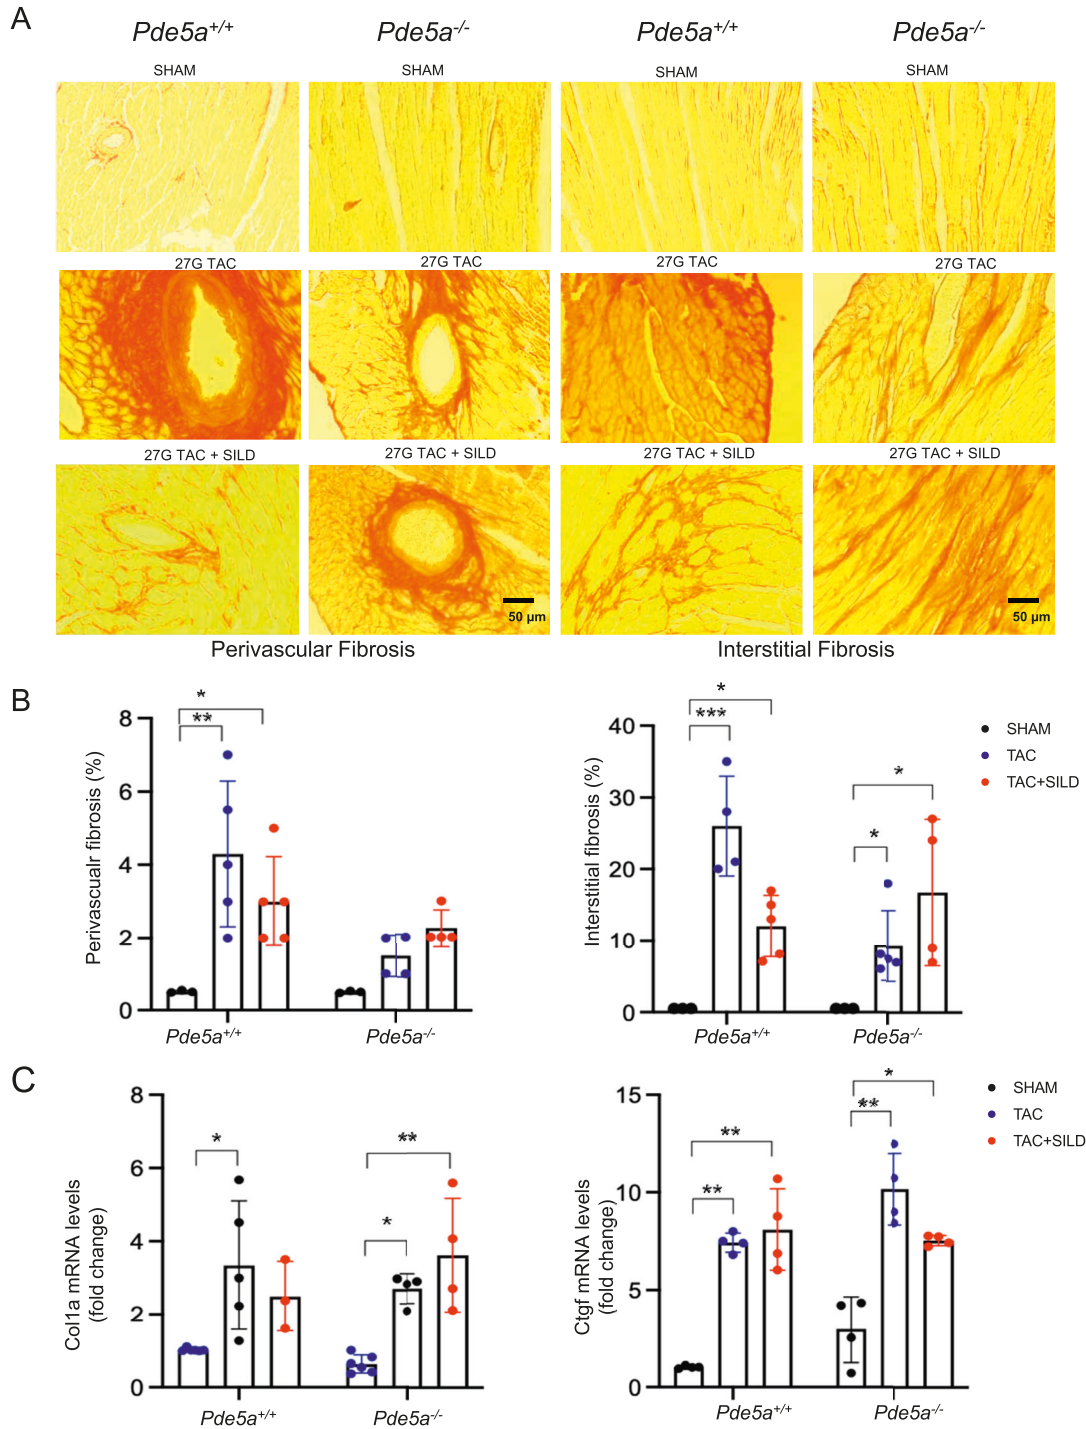 A
Pde5a+/+ Pde5a-/- Pde5a+/+ Pde5a-/-
SHAM SHAM SHAM SHAM
27G TAC 27G TAC 27G TAC 27G TAC
27G TAC + SILD 27G TAC + SILD 27G TAC + SILD 27G TAC + SILD
50 µm 50 µm
Perivascular Fibrosis Interstitial Fibrosis
B
Perivascualr fibrosis (%)
8
6
4
2
0
*
**
Pde5a+/+ Pde5a-/-
Interstitial fibrosis (%)
40
30
20
10
0
*
***
*
*
Pde5a+/+ Pde5a-/-
SHAM
TAC
TAC+SILD
C
Col1a mRNA levels
(fold change)
8
6
4
2
0
*
**
*
Pde5a+/+ Pde5a-/-
Ctgf mRNA levels
(fold change)
15
10
5
0
**
**
*
**
Pde5a+/+ Pde5a-/-
SHAM
TAC
TAC+SILD